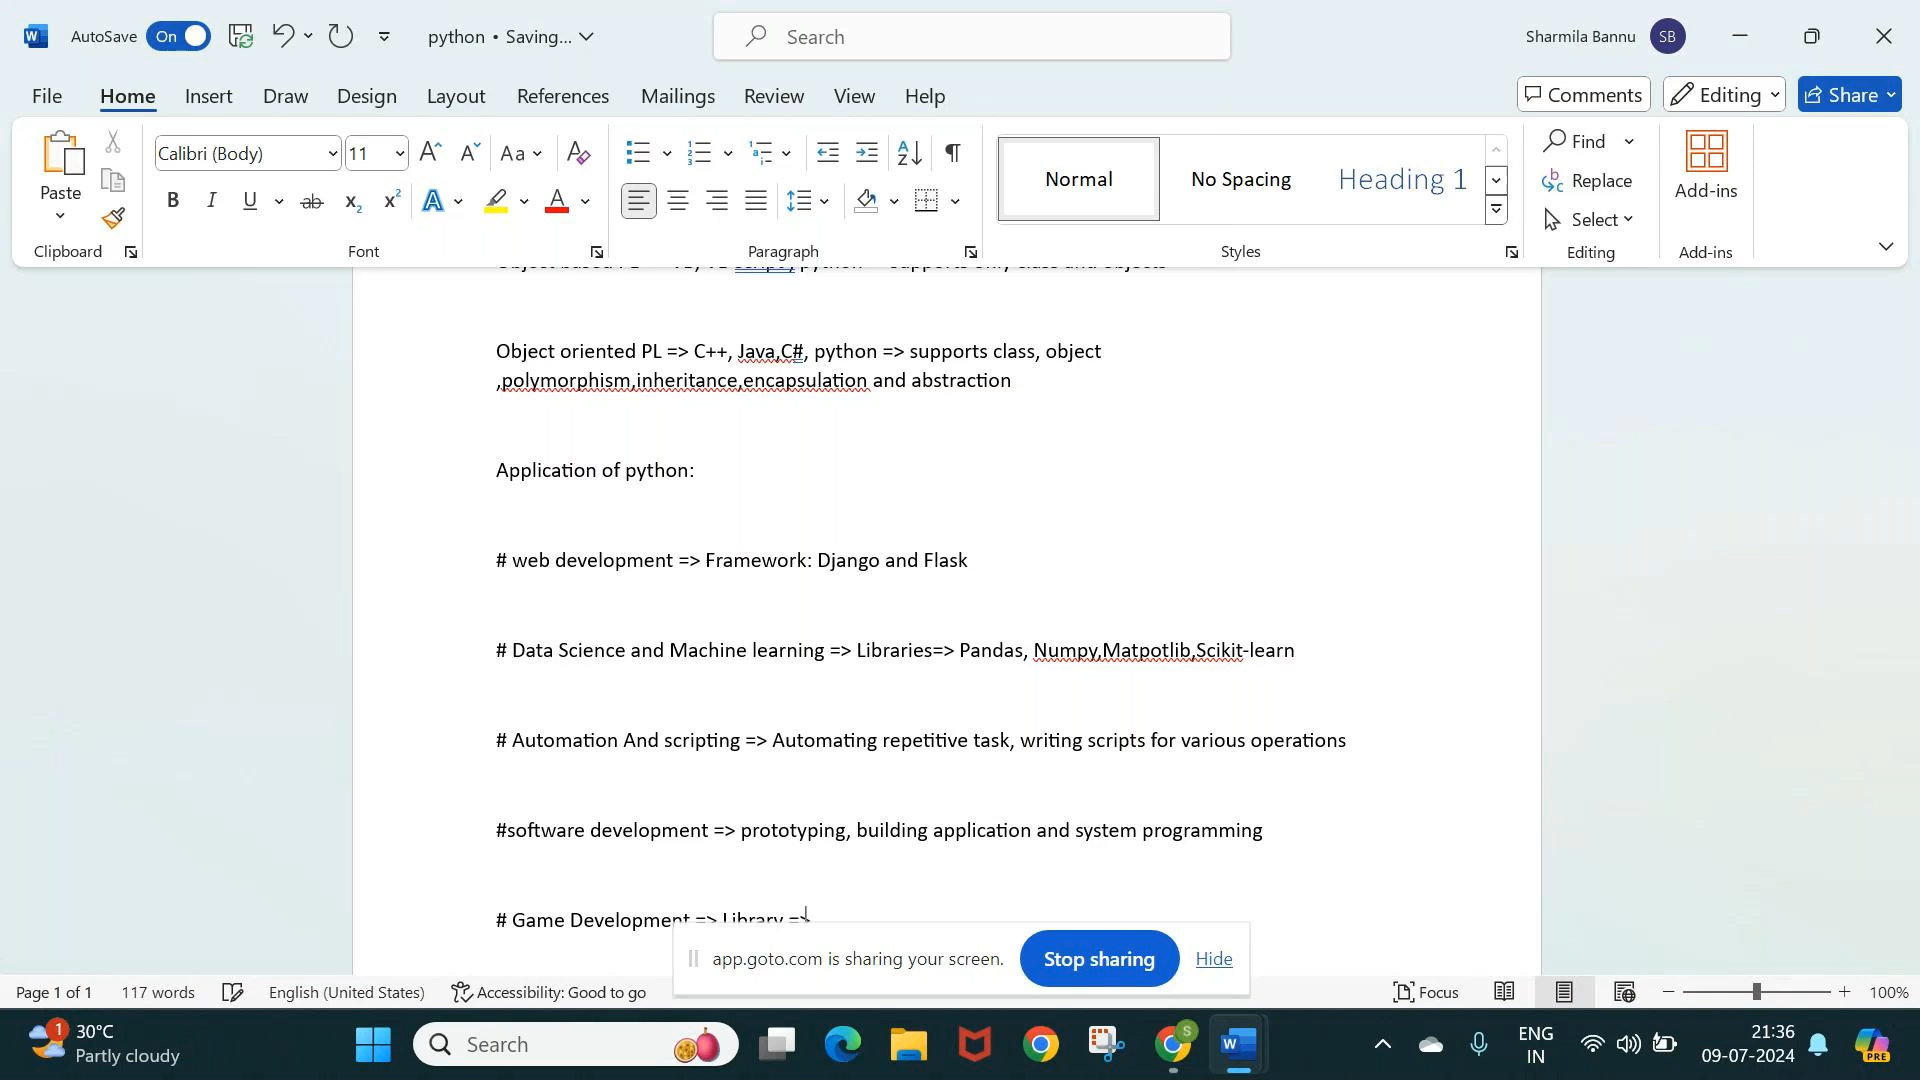 AutoSave On python • Saving... Search Sharmila Bannu SB
File Home Insert Draw Design Layout References Mailings Review View Help Comments Editing Share
Calibri (Body) 11 Aa Find
Paste Normal No Spacing Heading 1 Replace Add-ins
B I U ab x2 x2 A A Select
Clipboard Font Paragraph Styles Editing Add-ins
Object oriented PL => C++, Java,C#, python => supports class, object
,polymorphism,inheritance,encapsulation and abstraction
Application of python:
# web development => Framework: Django and Flask
# Data Science and Machine learning => Libraries=> Pandas, Numpy,Matpotlib,Scikit-learn
# Automation And scripting => Automating repetitive task, writing scripts for various operations
#software development => prototyping, building application and system programming
# Game Development => Library =>
app.goto.com is sharing your screen. Stop sharing Hide
Page 1 of 1 117 words English (United States) Accessibility: Good to go Focus 100%
1 30°C Search S ENG 21:36
Partly cloudy IN 09-07-2024 PRE